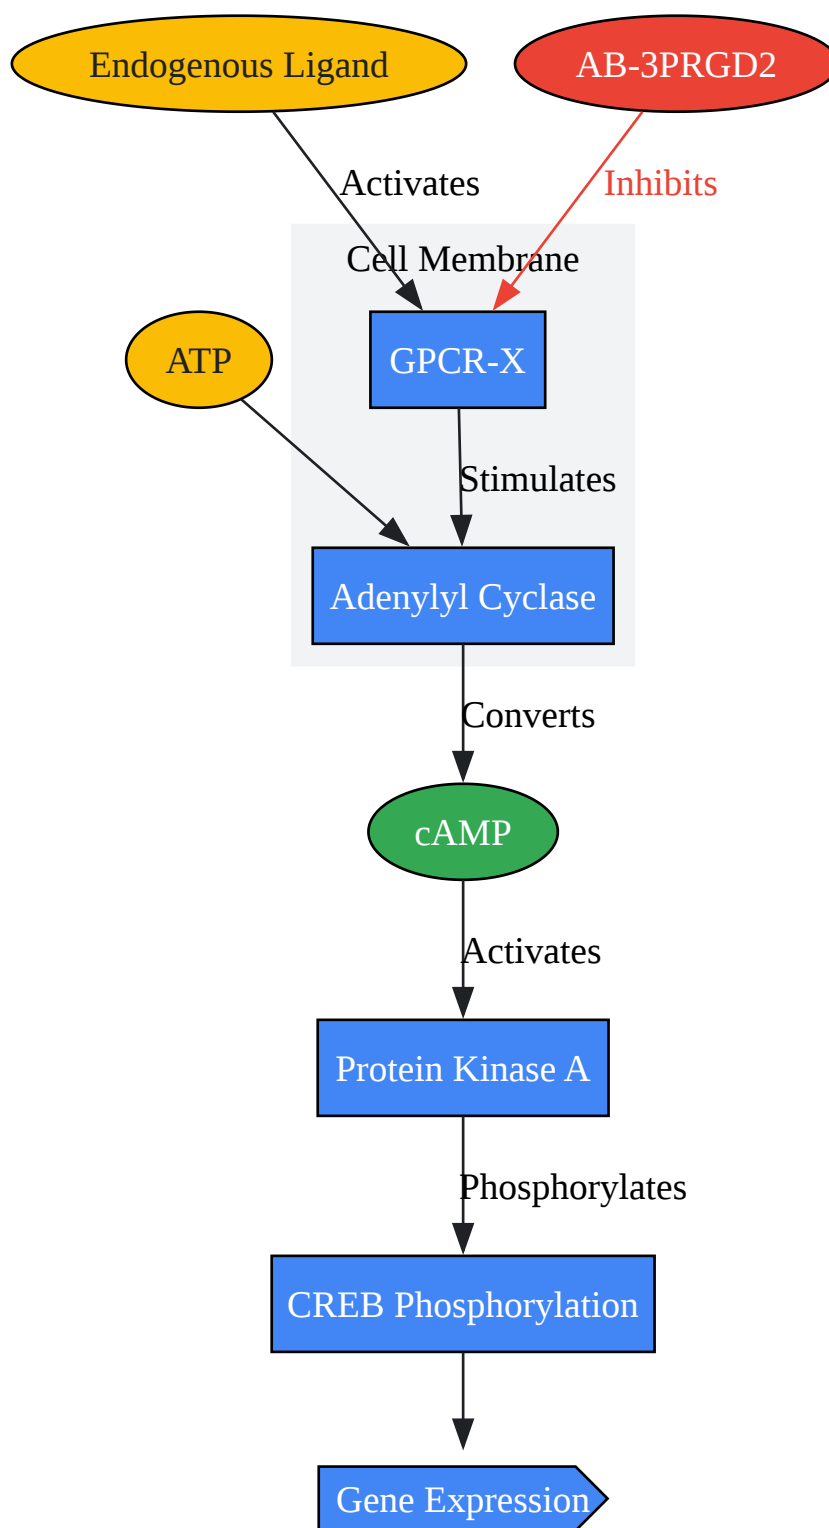 Endogenous Ligand
AB-3PRGD2
Activates
Inhibits
Cell Membrane
ATP
GPCR-X
Stimulates
Adenylyl Cyclase
Converts
cAMP
Activates
Protein Kinase A
Phosphorylates
CREB Phosphorylation
Gene Expression